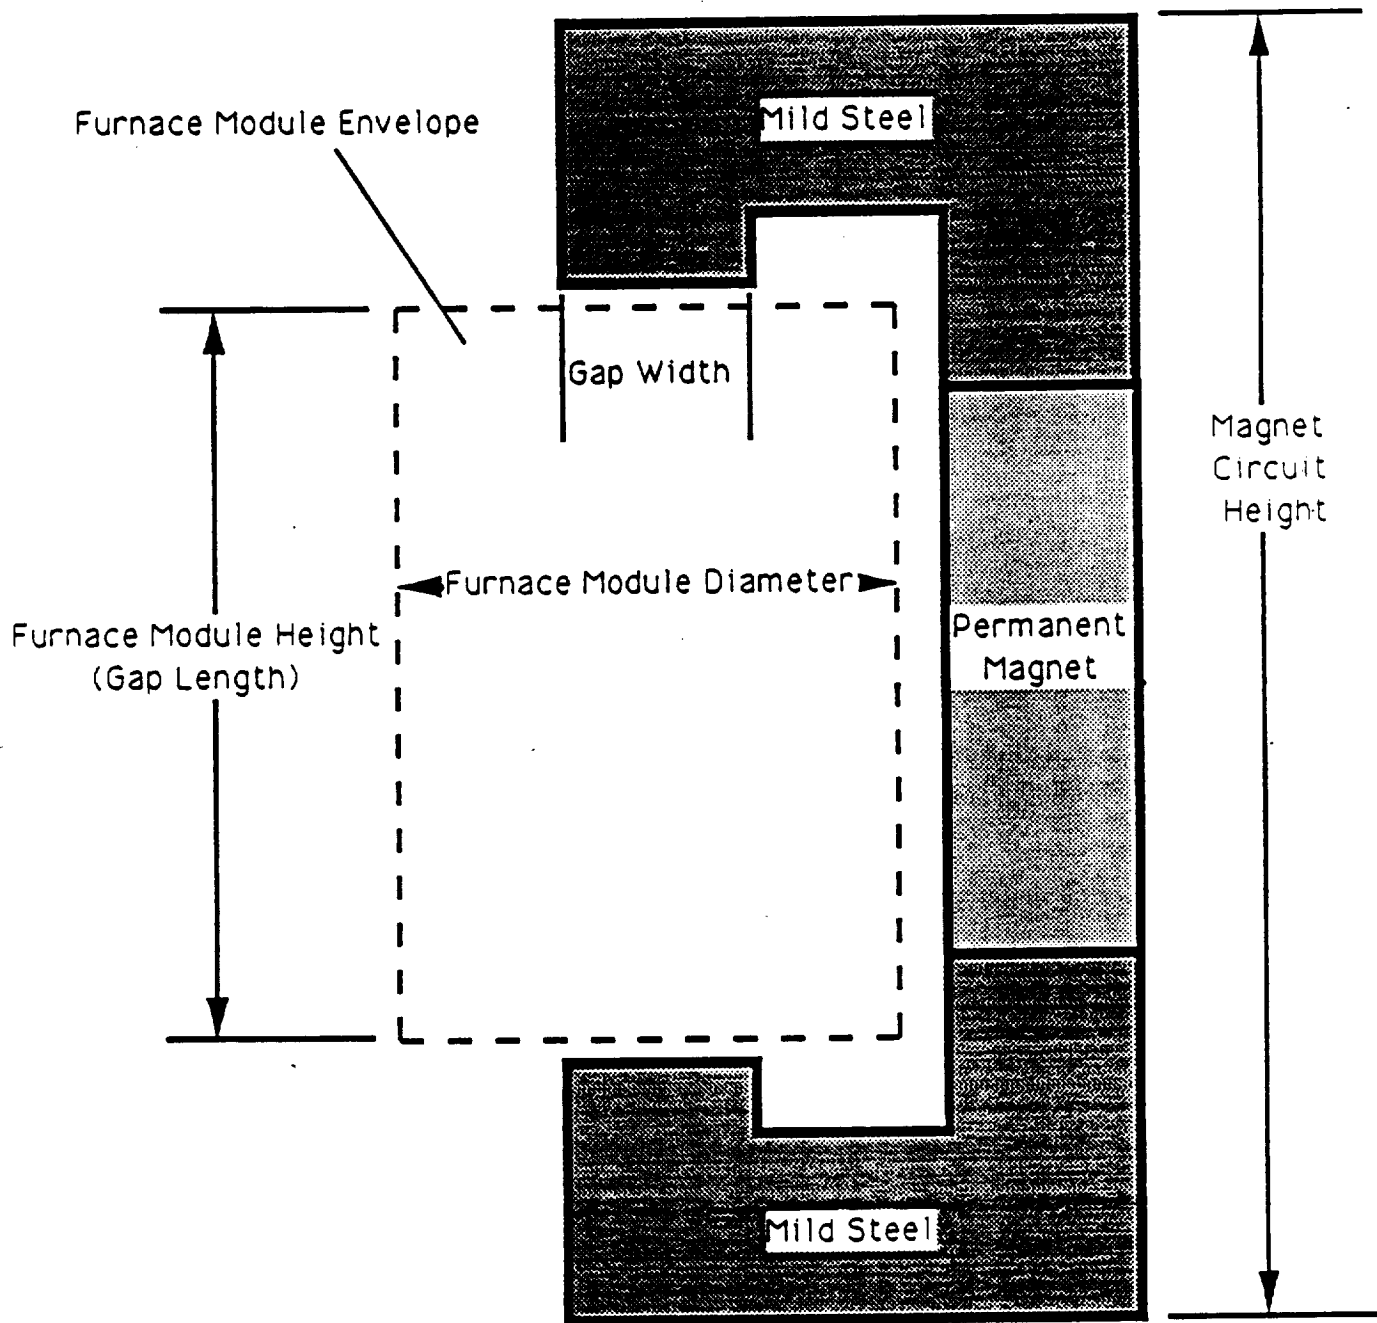 Mild Steel
Furnace Module Envelope
Gap Width
Magnet
Circuit
Height
Furnace Module Diameter
Furnace Module Height
(Gap Length)
Permanent
Magnet
Mild Steel